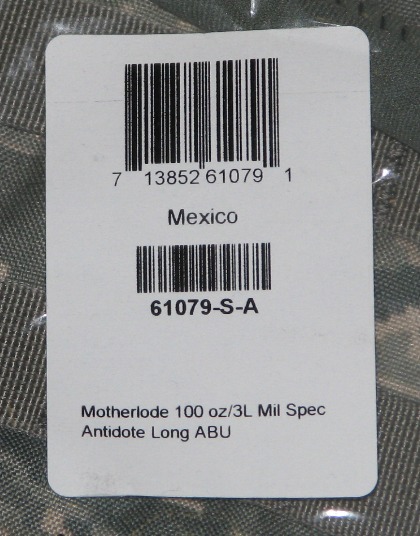 7 13852 61079 1
Mexico
61079-S-A
Motherlode 100 oz/3L Mil Spec
Antidote Long ABU